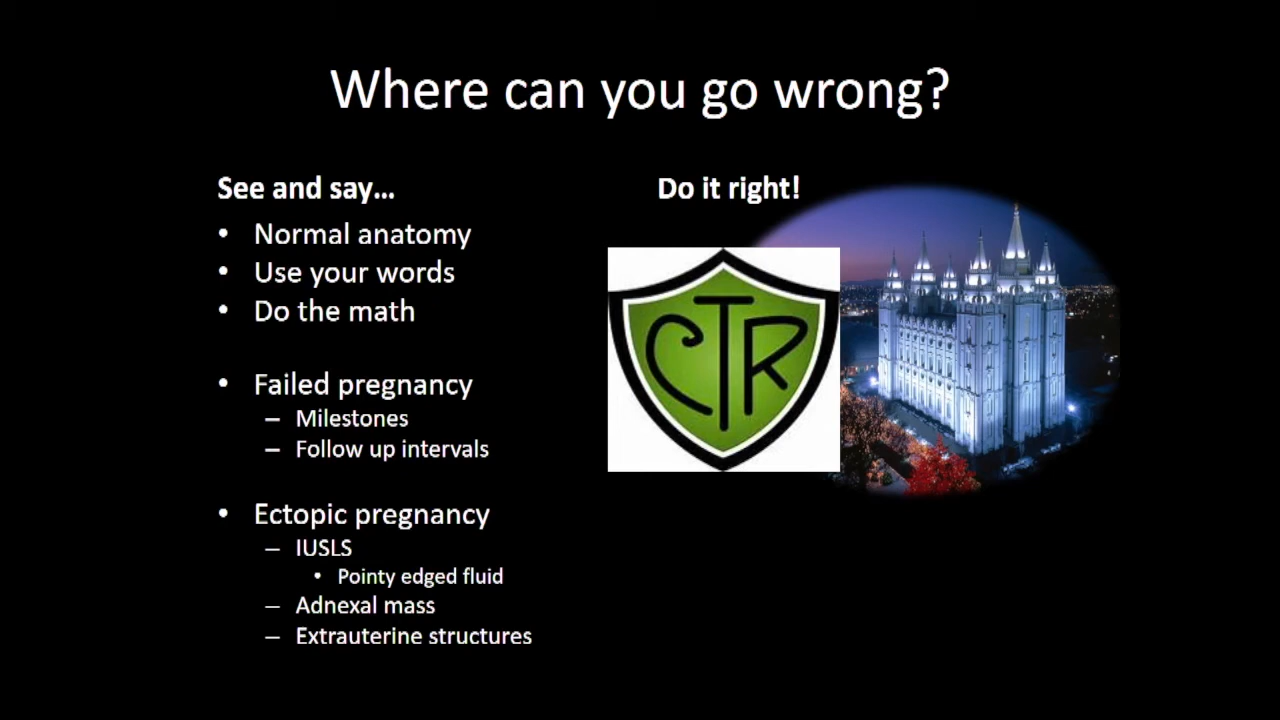 Where can you go wrong?
See and say...
• Normal anatomy
• Use your words
• Do the math
• Failed pregnancy
– Milestones
– Follow up intervals
• Ectopic pregnancy
– IUSLS
• Pointy edged fluid
– Adnexal mass
– Extrauterine structures
Do it right!
CTR